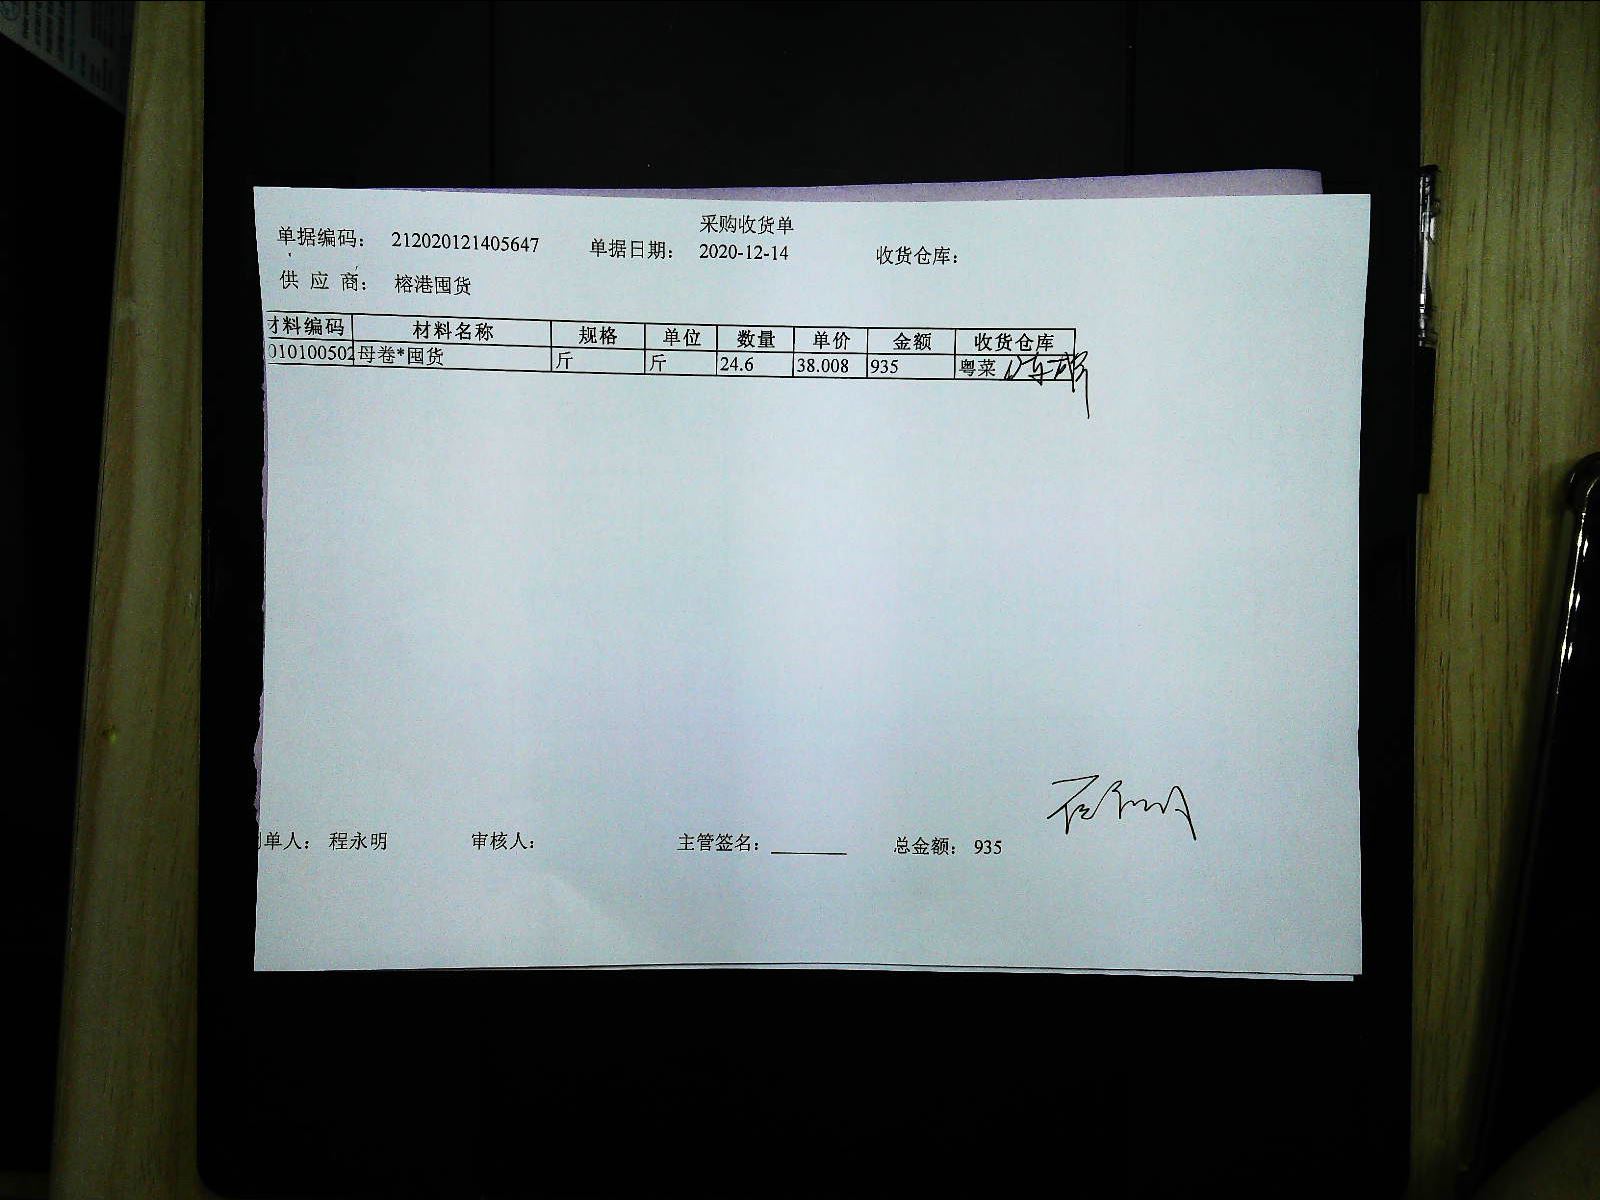 采购收货单
单据编码： 212020121405647 单据日期： 2020-12-14 收货仓库：
供 应 商： 榕港囤货
材料编码 材料名称 规格 单位 数量 单价 金额 收货仓库
010100502 母卷*囤货 斤 斤 24.6 38.008 935 粤菜
单人： 程永明 审核人： 主管签名： 总金额： 935